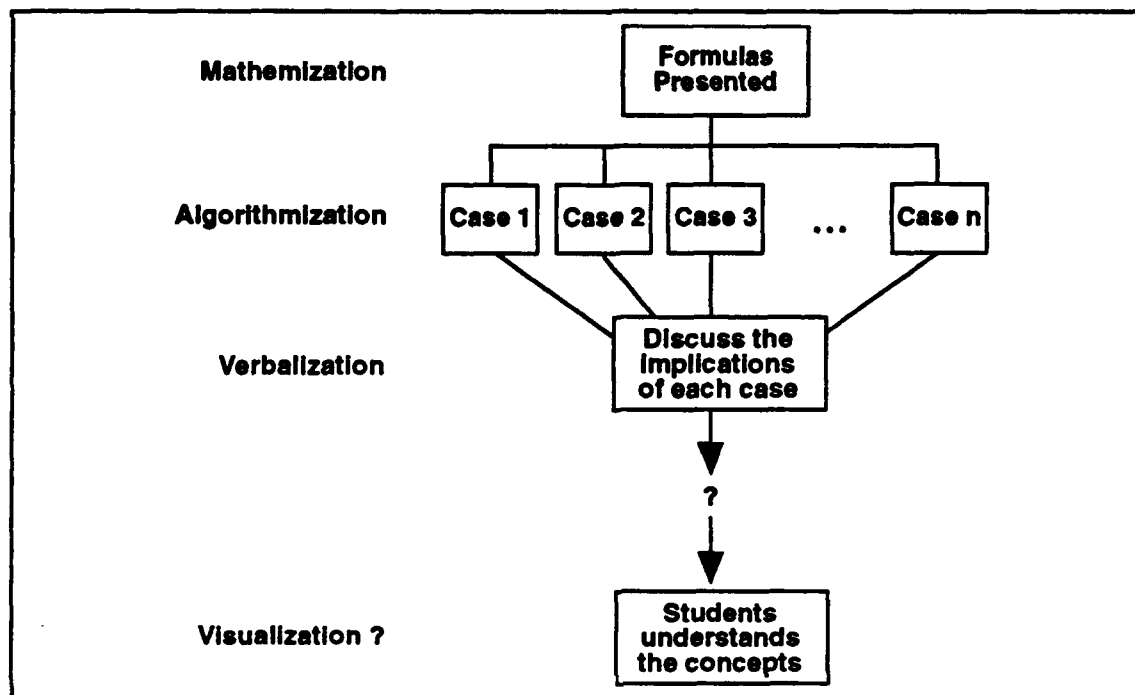 Mathemization
Formulas
Presented
Algorithmization
Case 1
Case 2
Case 3
...
Case n
Verbalization
Discuss the
implications
of each case
?
Visualization ?
Students
understands
the concepts